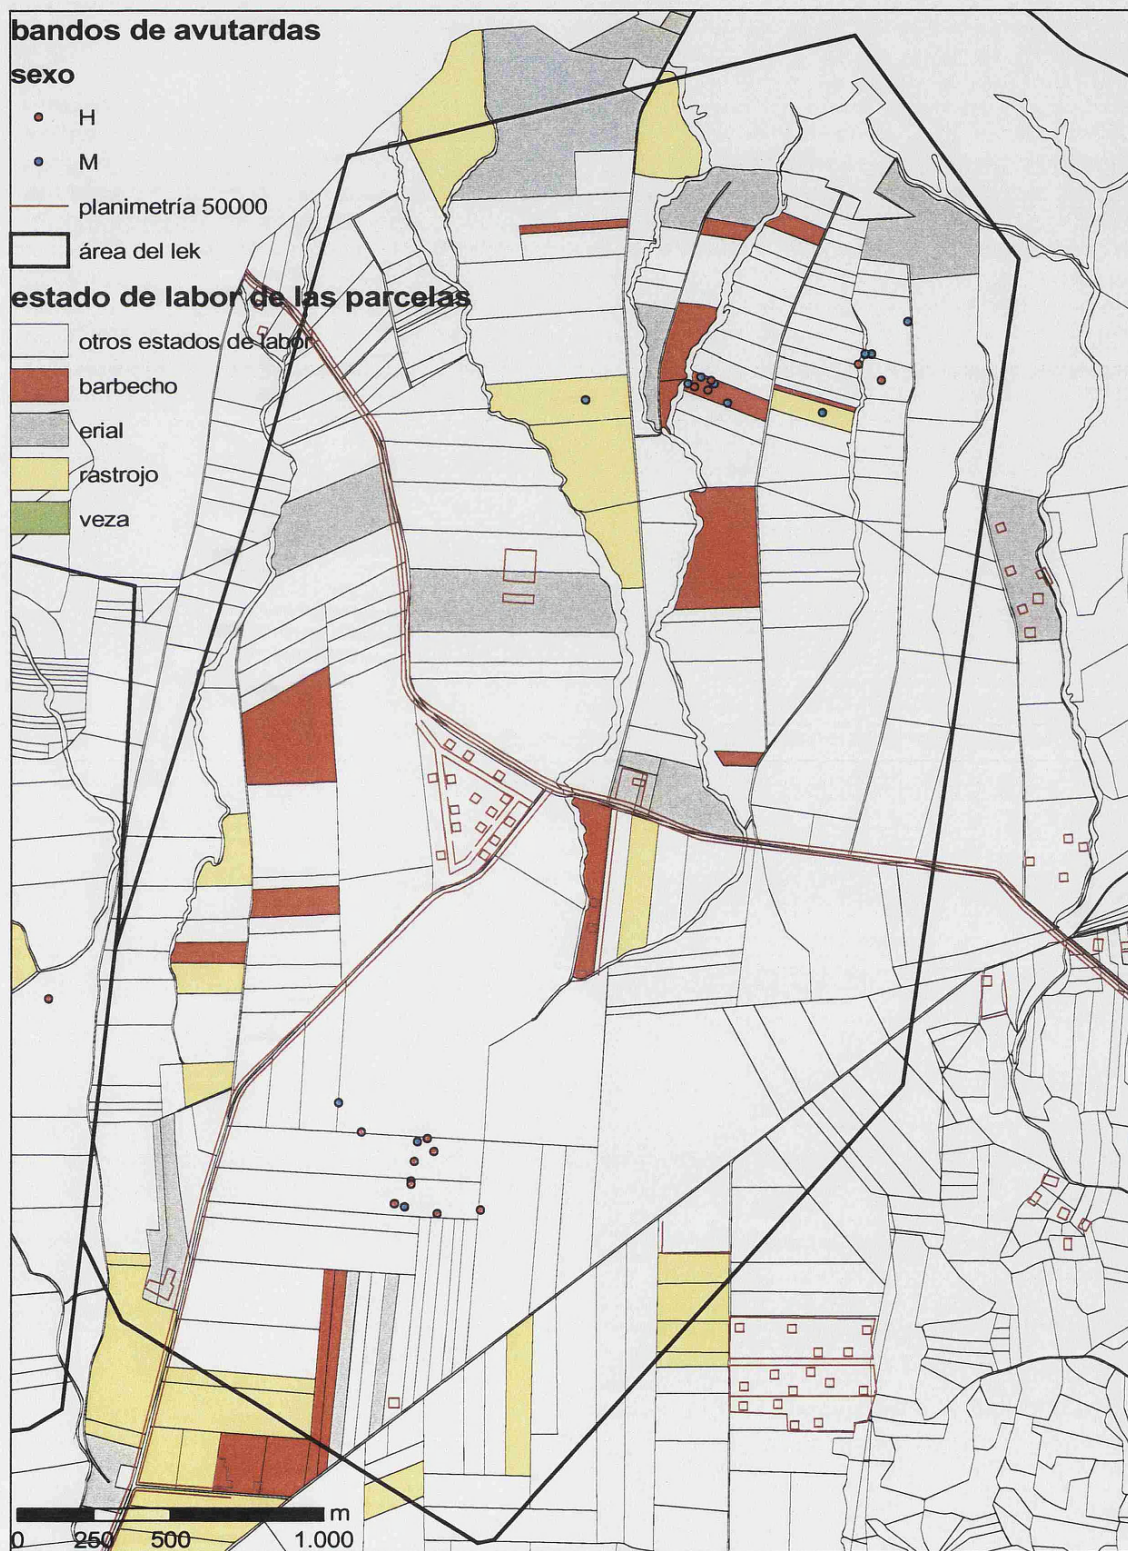 bandos de avutardas
sexo
H
M
planimetría 50000
área del lek
estado de labor de las parcelas
otros estados de labor
barbecho
erial
rastrojo
veza
m
0 250 500 1.000